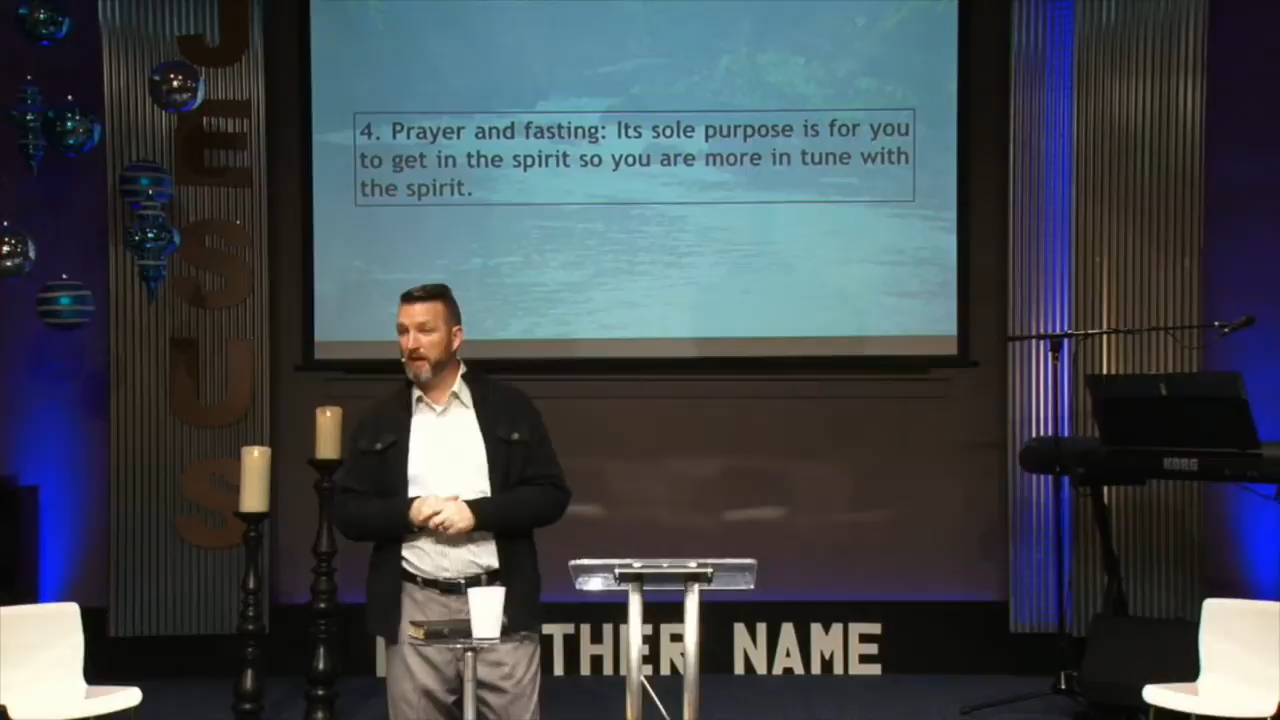 4. Prayer and fasting: Its sole purpose is for you
to get in the spirit so you are more in tune with
the spirit.
JESUS
KORG
THER NAME